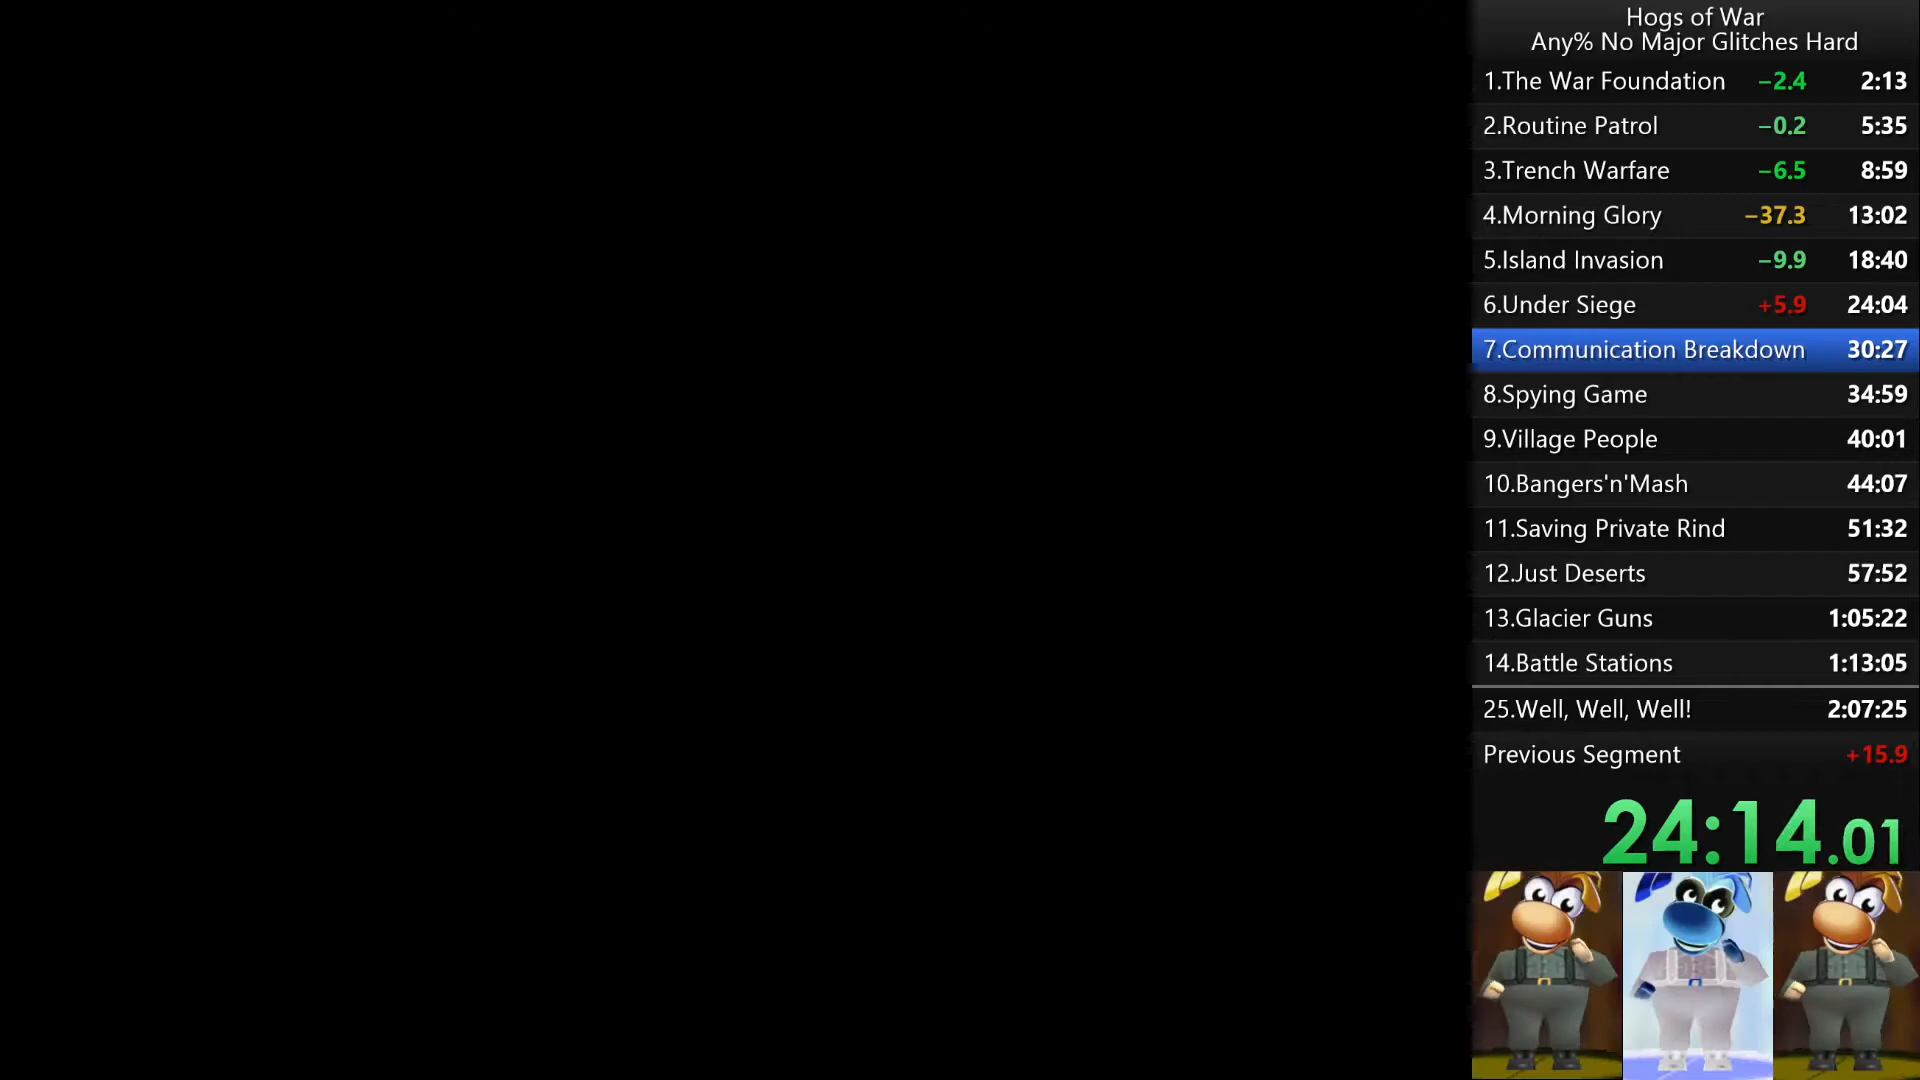 Hogs of War
Any% No Major Glitches Hard
1.The War Foundation −2.4 2:13
2.Routine Patrol −0.2 5:35
3.Trench Warfare −6.5 8:59
4.Morning Glory −37.3 13:02
5.Island Invasion −9.9 18:40
6.Under Siege +5.9 24:04
7.Communication Breakdown 30:27
8.Spying Game 34:59
9.Village People 40:01
10.Bangers'n'Mash 44:07
11.Saving Private Rind 51:32
12.Just Deserts 57:52
13.Glacier Guns 1:05:22
14.Battle Stations 1:13:05
25.Well, Well, Well! 2:07:25
Previous Segment +15.9
24:14.01